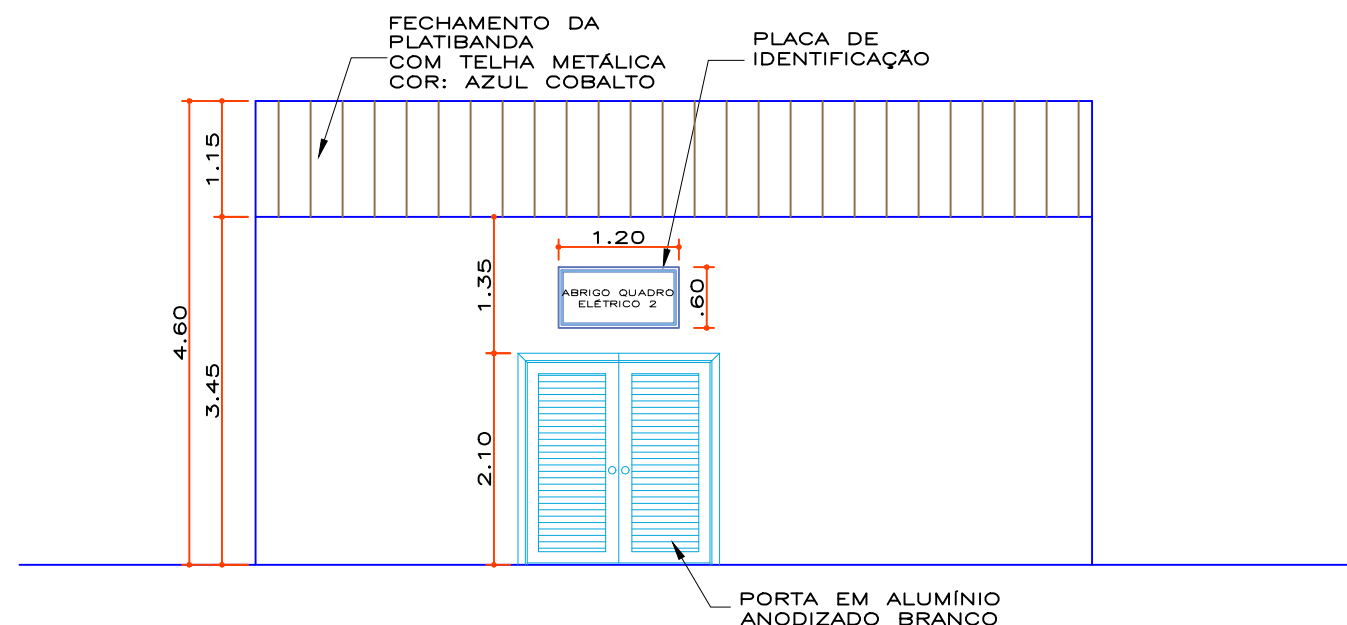 FECHAMENTO DA
PLATIBANDA
COM TELHA METÁLICA
COR: AZUL COBALTO
PLACA DE
IDENTIFICAÇÃO
1.15
1.20
1.35
.60
ABRIGO QUADRO
ELÉTRICO 2
4.60
3.45
2.10
PORTA EM ALUMÍNIO
ANODIZADO BRANCO